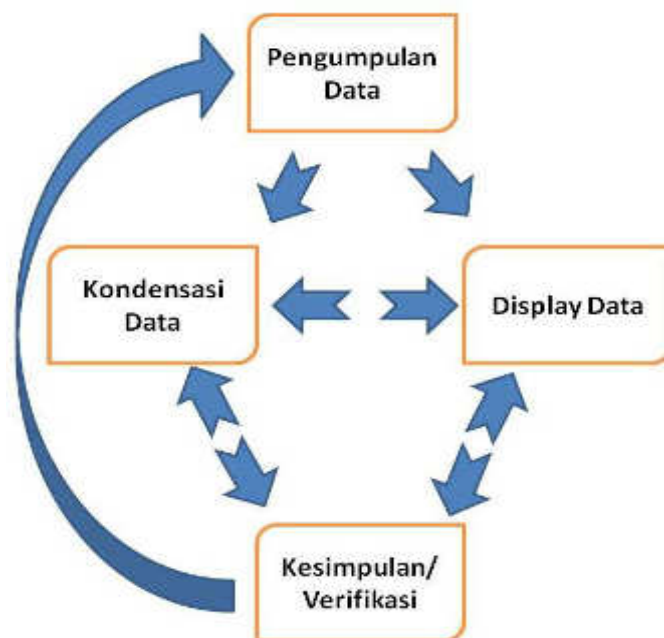 Pengumpulan
Data
Kondensasi
Data
Display Data
Kesimpulan/
Verifikasi